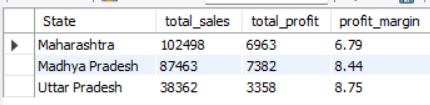 State total_sales total_profit profit_margin
Maharashtra 102498 6963 6.79
Madhya Pradesh 87463 7382 8.44
Uttar Pradesh 38362 3358 8.75